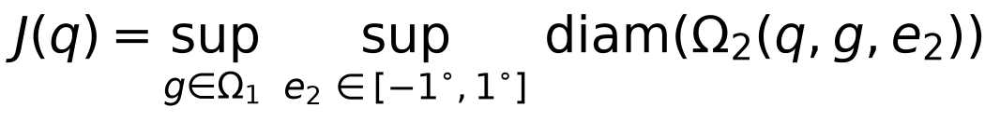 J(q) = sup sup diam(Ω₂(q, g, e₂))
g∈Ω₁ e₂ ∈ [−1°, 1°]